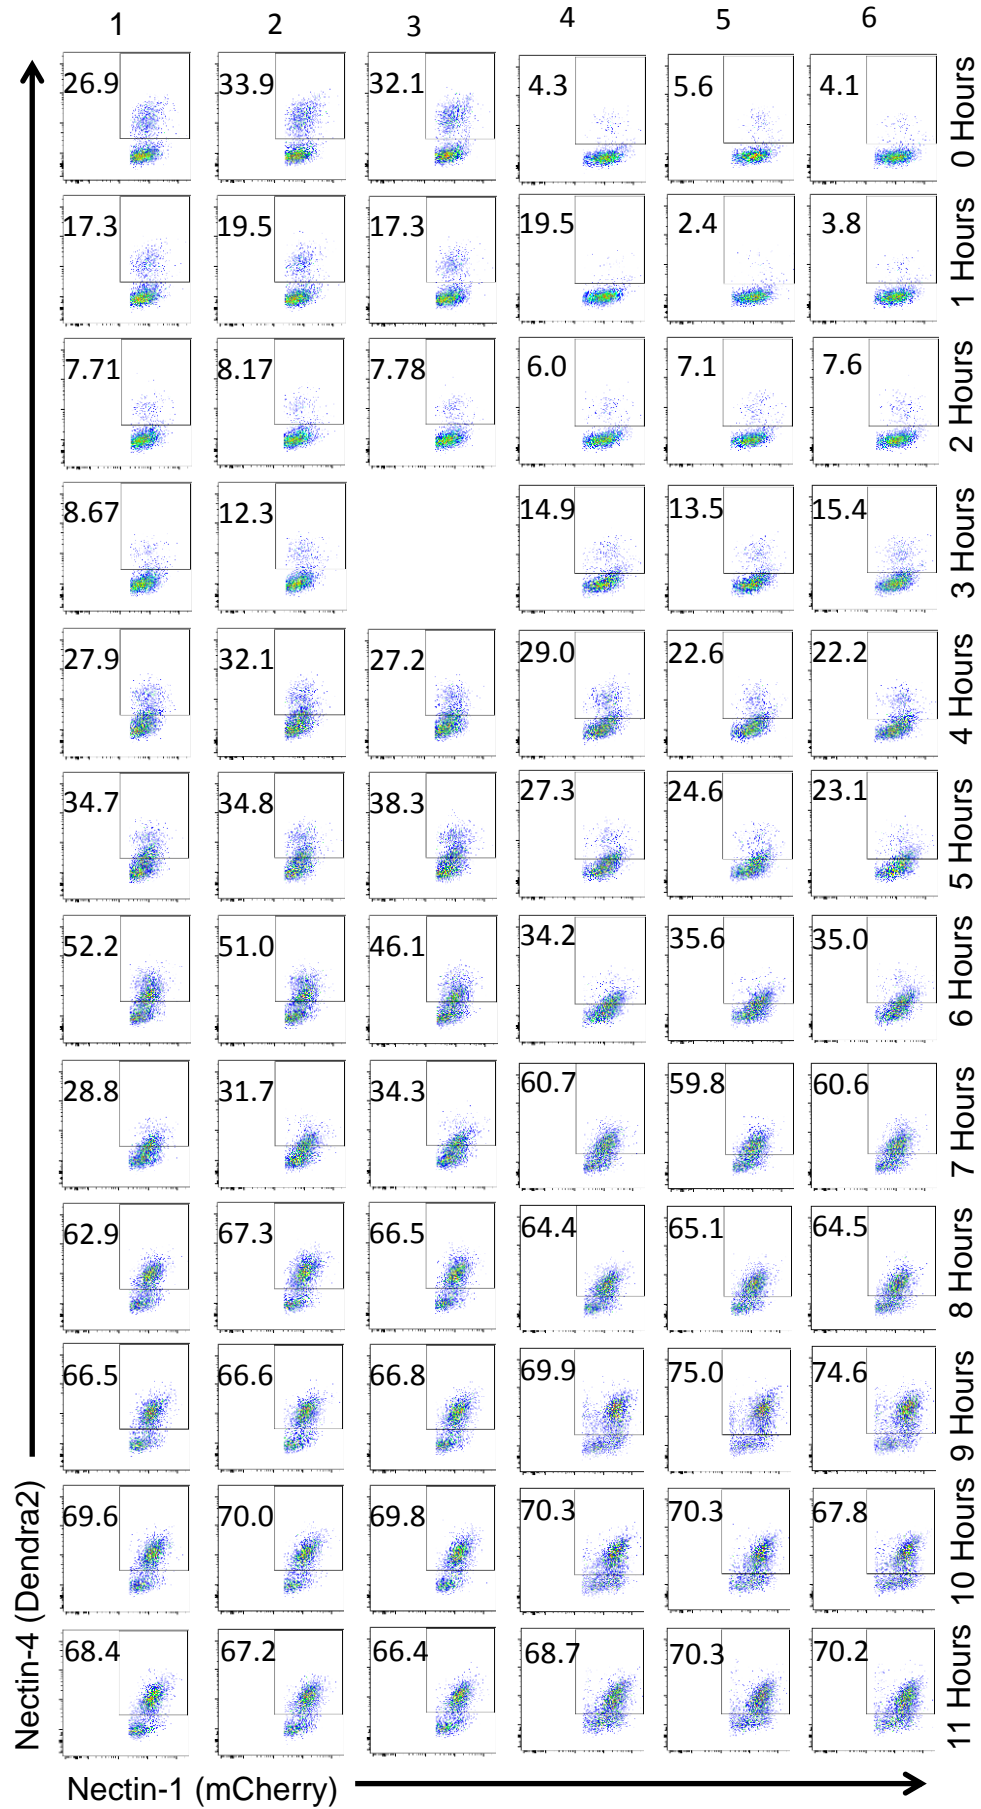 1 2 3 4 5 6
26.9 33.9 32.1 4.3 5.6 4.1 0 Hours
17.3 19.5 17.3 19.5 2.4 3.8 1 Hours
7.71 8.17 7.78 6.0 7.1 7.6 2 Hours
8.67 12.3 14.9 13.5 15.4 3 Hours
27.9 32.1 27.2 29.0 22.6 22.2 4 Hours
34.7 34.8 38.3 27.3 24.6 23.1 5 Hours
52.2 51.0 46.1 34.2 35.6 35.0 6 Hours
28.8 31.7 34.3 60.7 59.8 60.6 7 Hours
62.9 67.3 66.5 64.4 65.1 64.5 8 Hours
66.5 66.6 66.8 69.9 75.0 74.6 9 Hours
69.6 70.0 69.8 70.3 70.3 67.8 10 Hours
68.4 67.2 66.4 68.7 70.3 70.2 11 Hours
Nectin-4 (Dendra2)
Nectin-1 (mCherry)